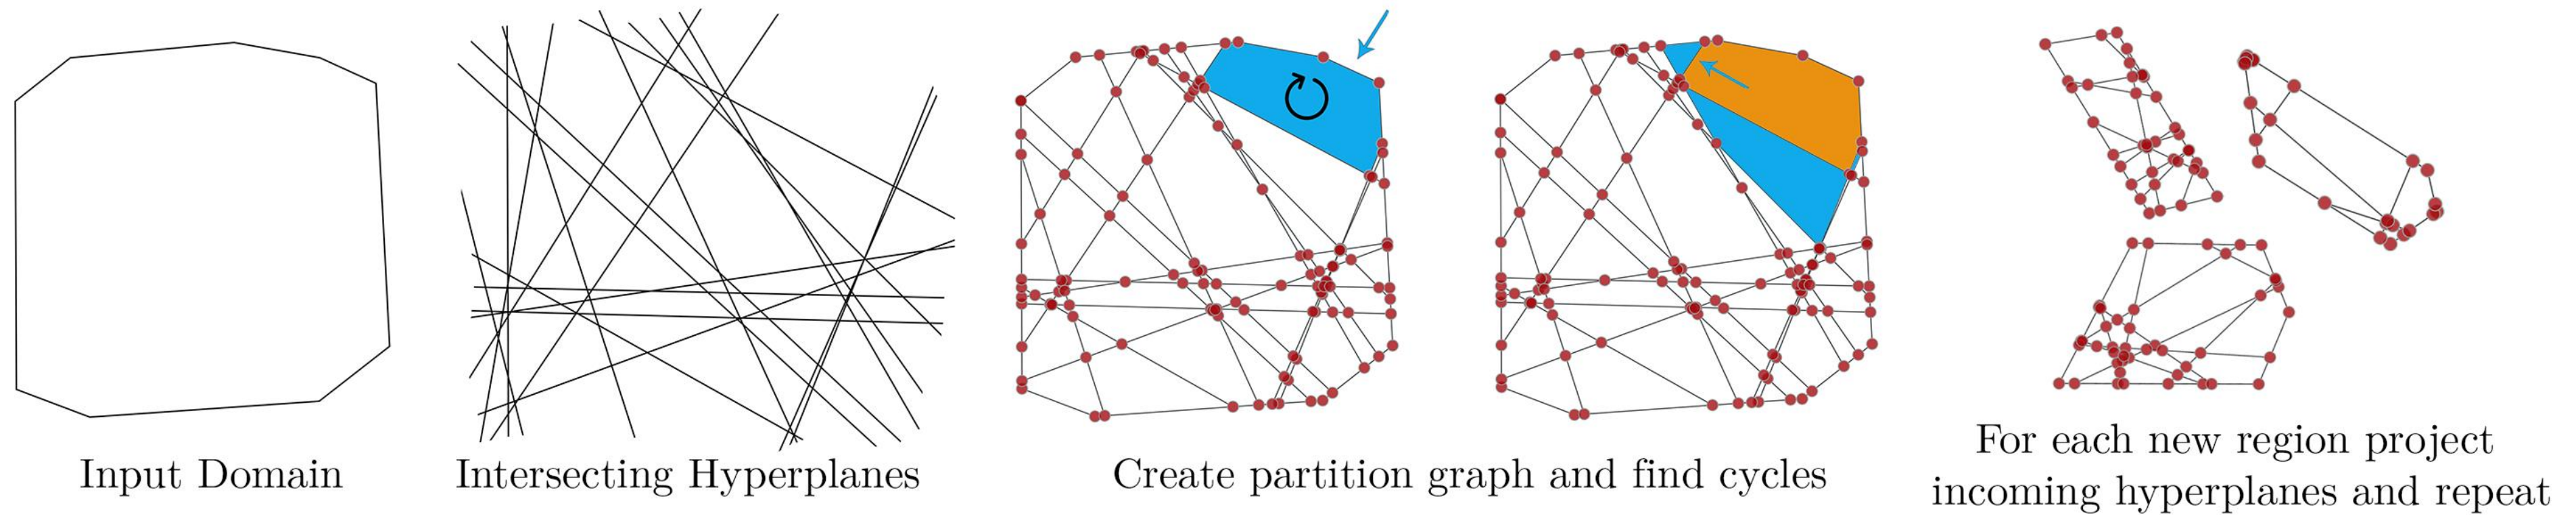 Input Domain
Intersecting Hyperplanes
Create partition graph and find cycles
For each new region project
incoming hyperplanes and repeat